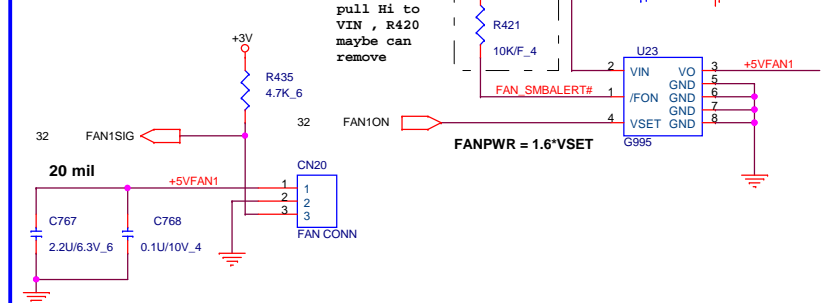 pull Hi to
VIN , R420
maybe can
remove
R421
10K/F_4
+3V
R435
4.7K_6
U23
2 VIN VO 3 +5VFAN1
GND 5
FAN_SMBALERT# 1 /FON GND 6
GND 7
32 FAN1SIG
32 FAN1ON 4 VSET GND 8
G995
FANPWR = 1.6*VSET
20 mil
+5VFAN1
CN20
1 1
2 2
3 3
FAN CONN
C767
2.2U/6.3V_6
C768
0.1U/10V_4